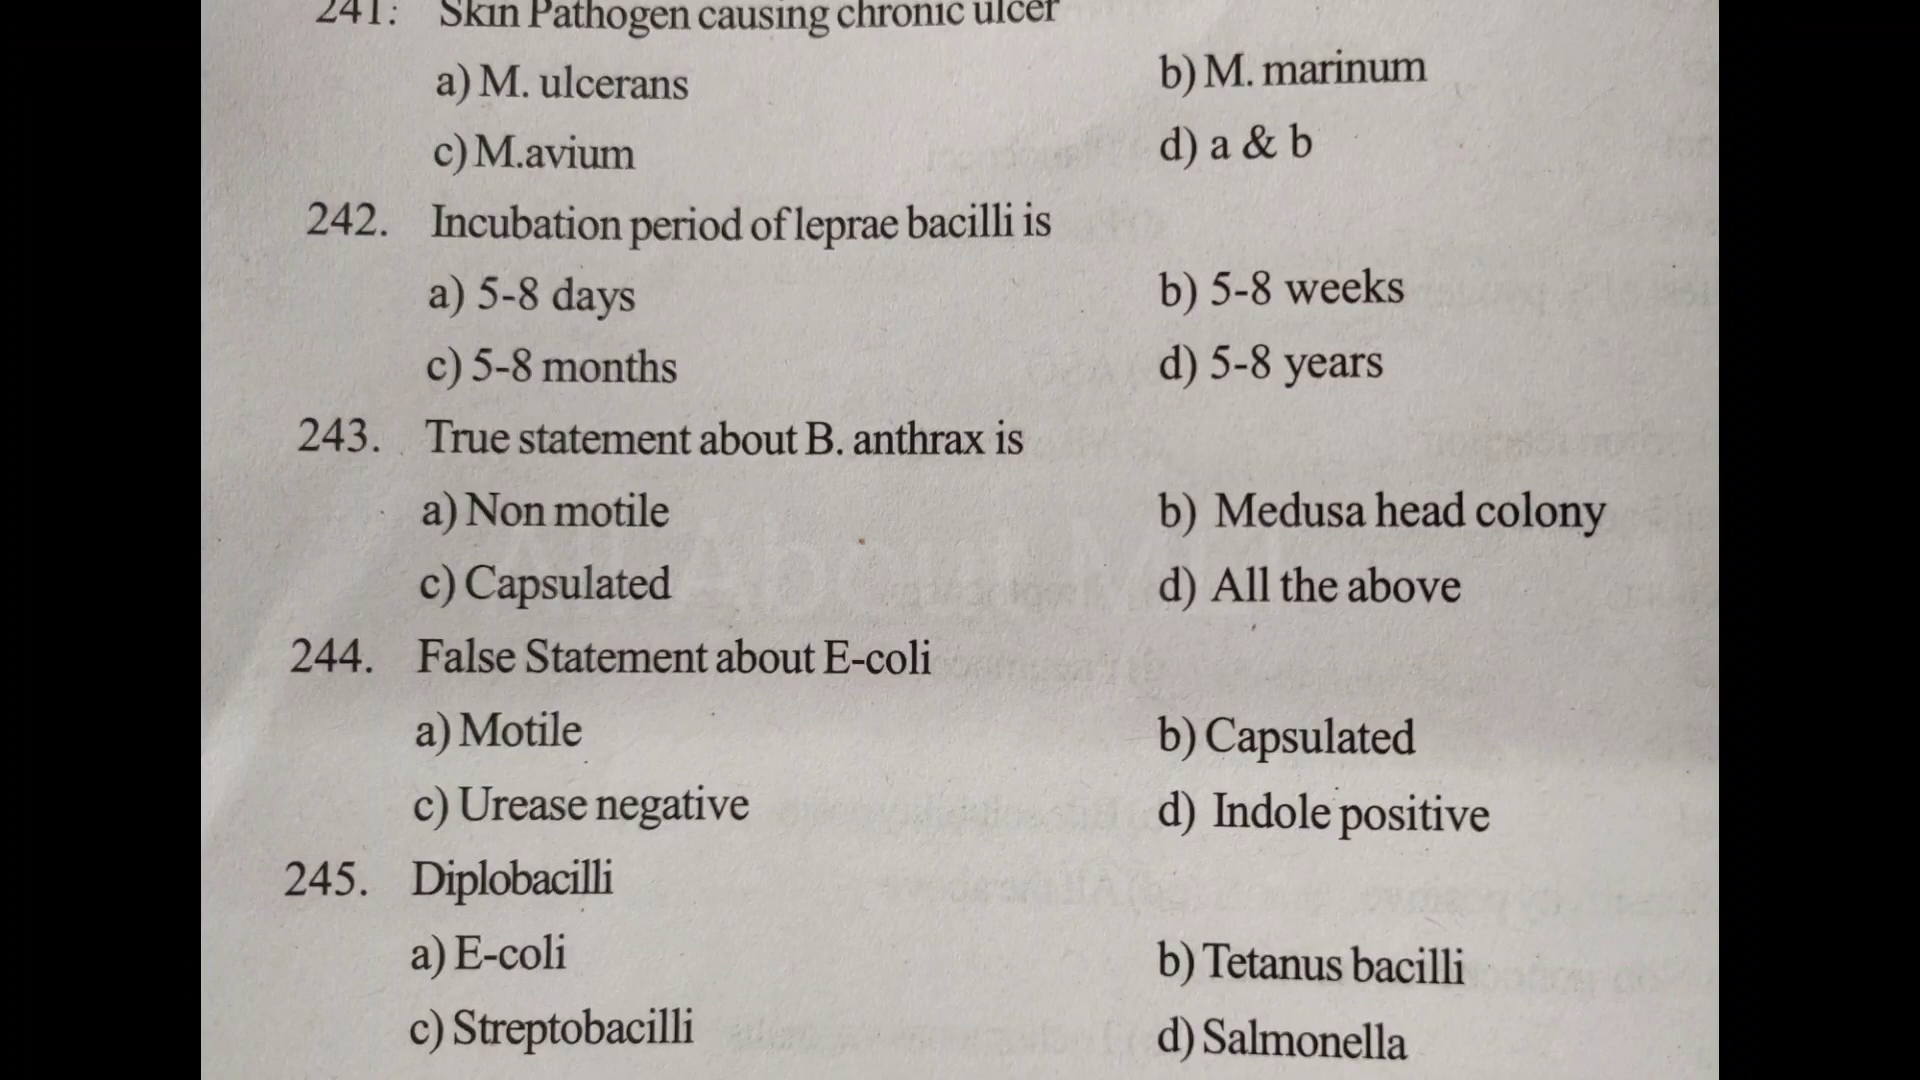 241: Skin Pathogen causing chronic ulcer
a) M. ulcerans b) M. marinum
c) M.avium d) a & b
242. Incubation period of leprae bacilli is
a) 5-8 days b) 5-8 weeks
c) 5-8 months d) 5-8 years
243. True statement about B. anthrax is
a) Non motile b) Medusa head colony
c) Capsulated d) All the above
244. False Statement about E-coli
a) Motile b) Capsulated
c) Urease negative d) Indole positive
245. Diplobacilli
a) E-coli b) Tetanus bacilli
c) Streptobacilli d) Salmonella